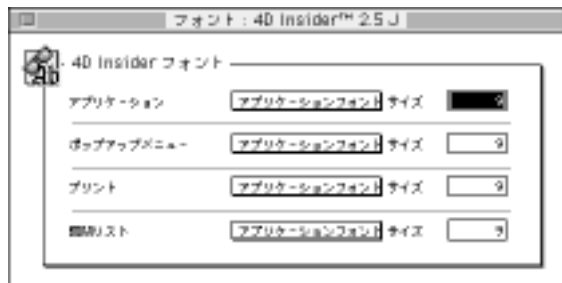 フォント : 4D Insider™ 2.5 J
4D Insider フォント
アプリケーション アプリケーションフォント サイズ 9
ポップアップメニュー アプリケーションフォント サイズ 9
プリント アプリケーションフォント サイズ 9
リスト アプリケーションフォント サイズ 9